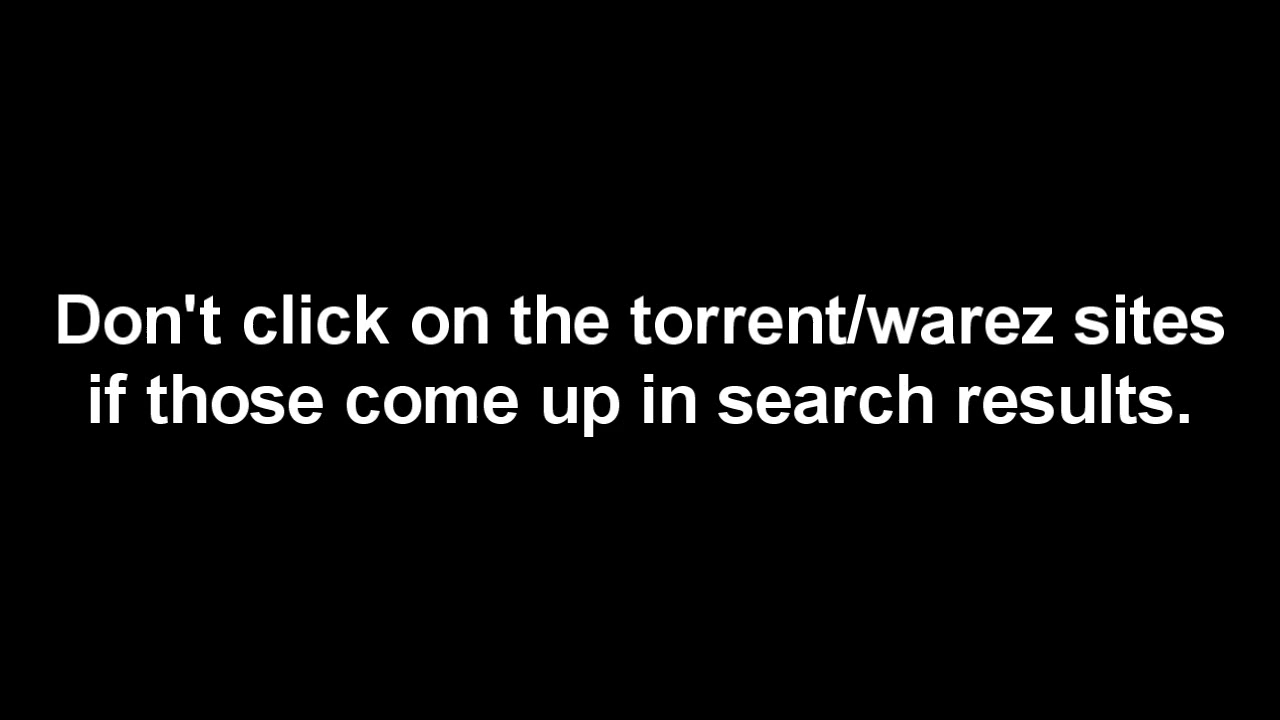 Don't click on the torrent/warez sites
if those come up in search results.